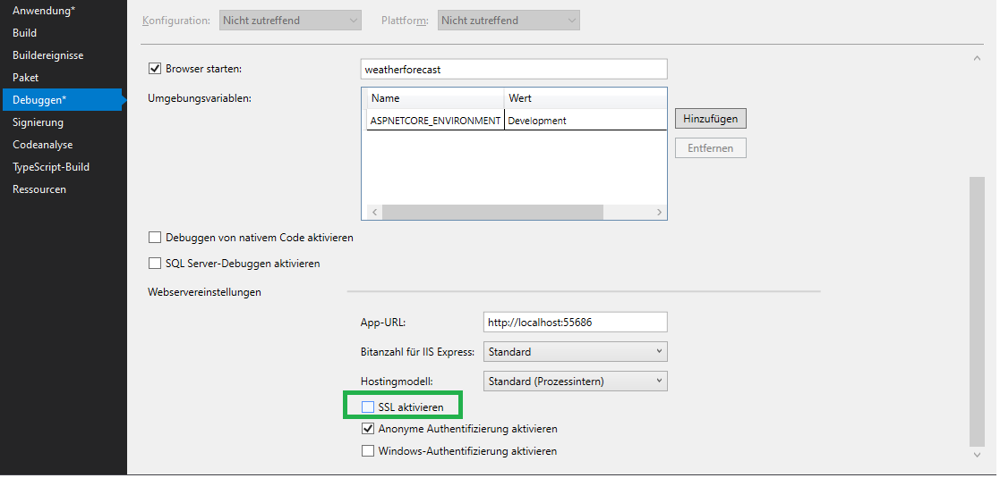 Anwendung*
Build
Buildereignisse
Paket
Debuggen*
Signierung
Codeanalyse
TypeScript-Build
Ressourcen
Konfiguration: Nicht zutreffend Plattform: Nicht zutreffend
Browser starten: weatherforecast
Umgebungsvariablen: Name Wert
ASPNETCORE_ENVIRONMENT Development
Hinzufügen
Entfernen
Debuggen von nativem Code aktivieren
SQL Server-Debuggen aktivieren
Webservereinstellungen
App-URL: http://localhost:55686
Bitanzahl für IIS Express: Standard
Hostingmodell: Standard (Prozessintern)
SSL aktivieren
Anonyme Authentifizierung aktivieren
Windows-Authentifizierung aktivieren